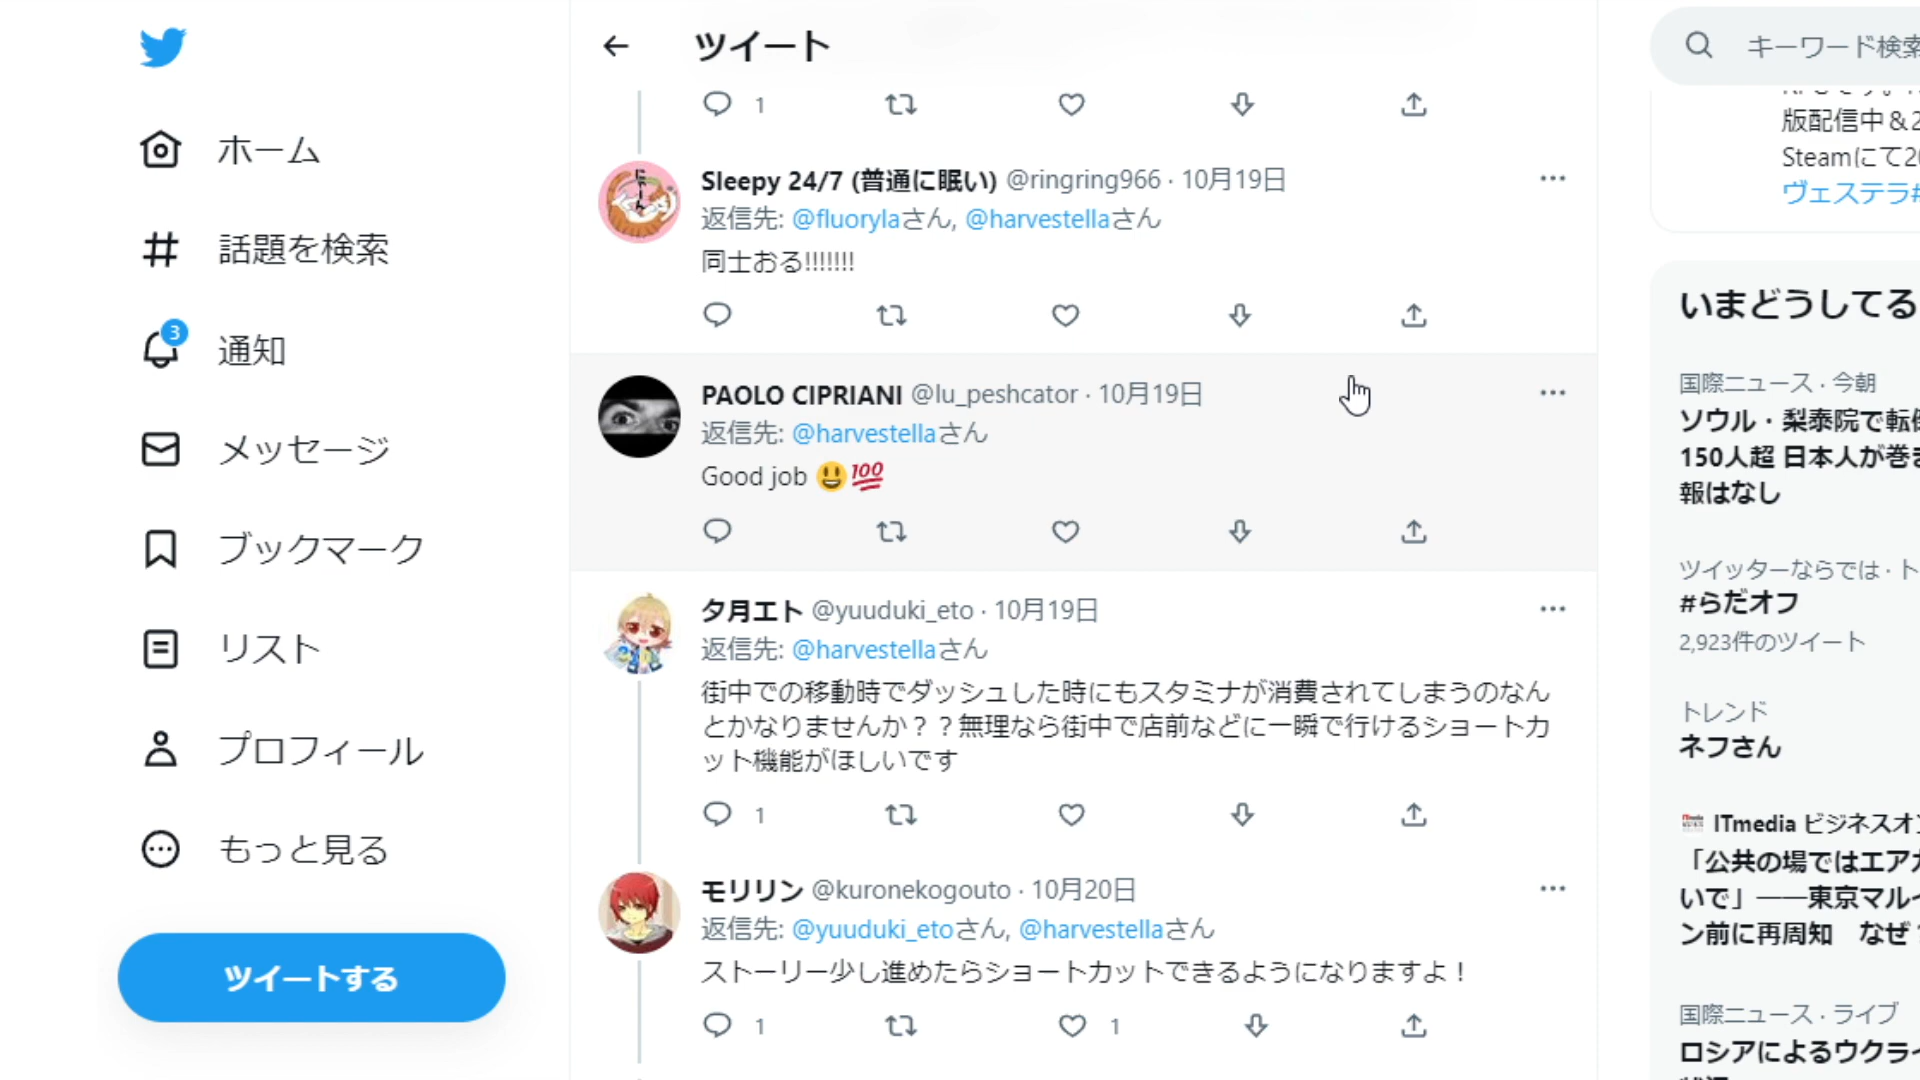 ホーム
話題を検索
3
通知
メッセージ
ブックマーク
リスト
プロフィール
もっと見る
ツイートする
ツイート
1
Sleepy 24/7 (普通に眠い) @ringring966 · 10月19日
返信先: @fluorylaさん, @harvestellaさん
同士おる!!!!!!!
PAOLO CIPRIANI @lu_peshcator · 10月19日
返信先: @harvestellaさん
Good job 😃💯
夕月エト @yuuduki_eto · 10月19日
返信先: @harvestellaさん
街中での移動時でダッシュした時にもスタミナが消費されてしまうのなん
とかなりませんか？？無理なら街中で店前などに一瞬で行けるショートカ
ット機能がほしいです
1
モリリン @kuronekogouto · 10月20日
返信先: @yuuduki_etoさん, @harvestellaさん
ストーリー少し進めたらショートカットできるようになりますよ！
1 1
キーワード検索
版配信中＆2
Steamにて20
ヴェステラ#
いまどうしてる
国際ニュース · 今朝
ソウル・梨泰院で転倒
150人超 日本人が巻き
報はなし
ツイッターならでは · ト
#らだオフ
2,923件のツイート
トレンド
ネフさん
ITmedia ビジネスオン
「公共の場ではエアガ
いで」――東京マルイ
ン前に再周知　なぜ
国際ニュース · ライブ
ロシアによるウクライ